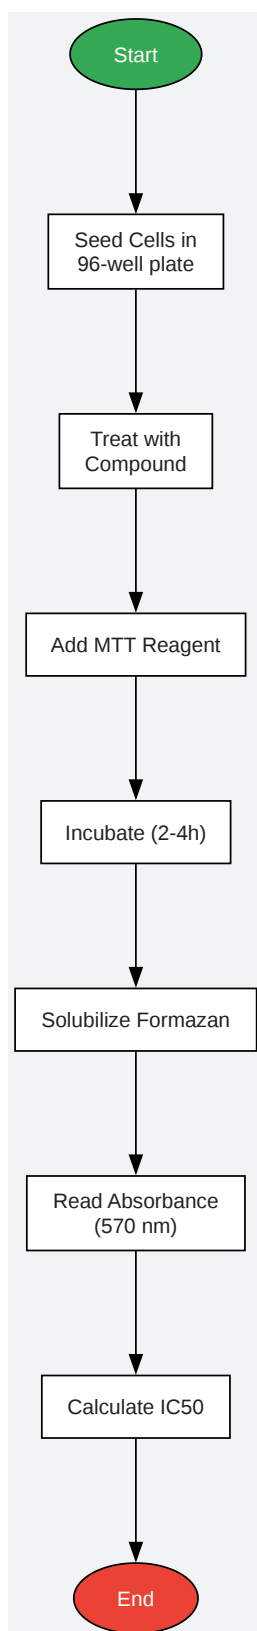 Start
Seed Cells in
96-well plate
Treat with
Compound
Add MTT Reagent
Incubate (2-4h)
Solubilize Formazan
Read Absorbance
(570 nm)
Calculate IC50
End